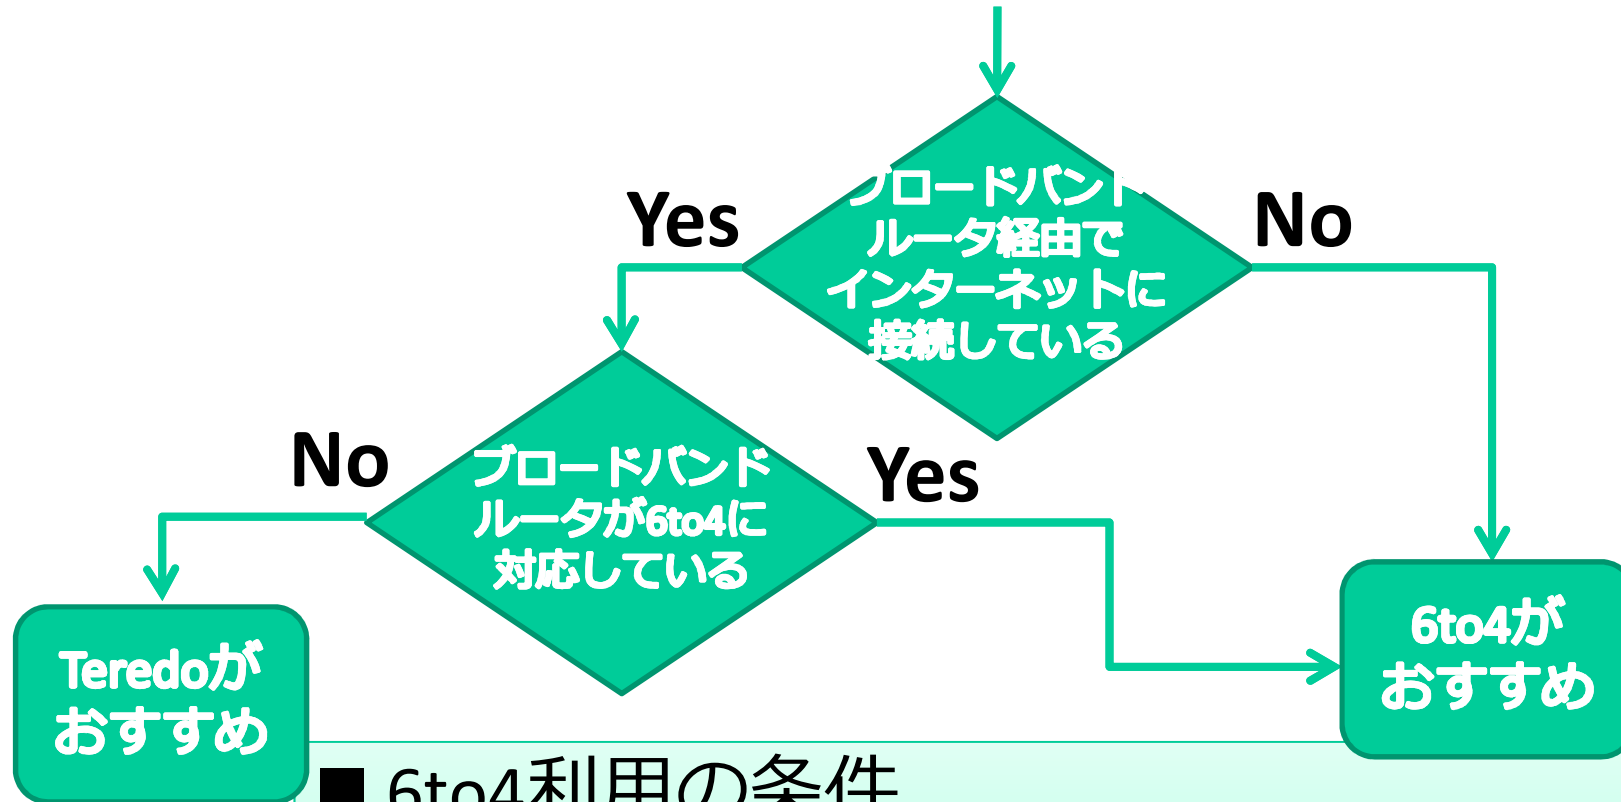 ブロードバンド
ルータ経由で
インターネットに
接続している
Yes
No
ブロードバンド
ルータが6to4に
対応している
No
Yes
Teredoが
おすすめ
6to4が
おすすめ
■ 6to4利用の条件